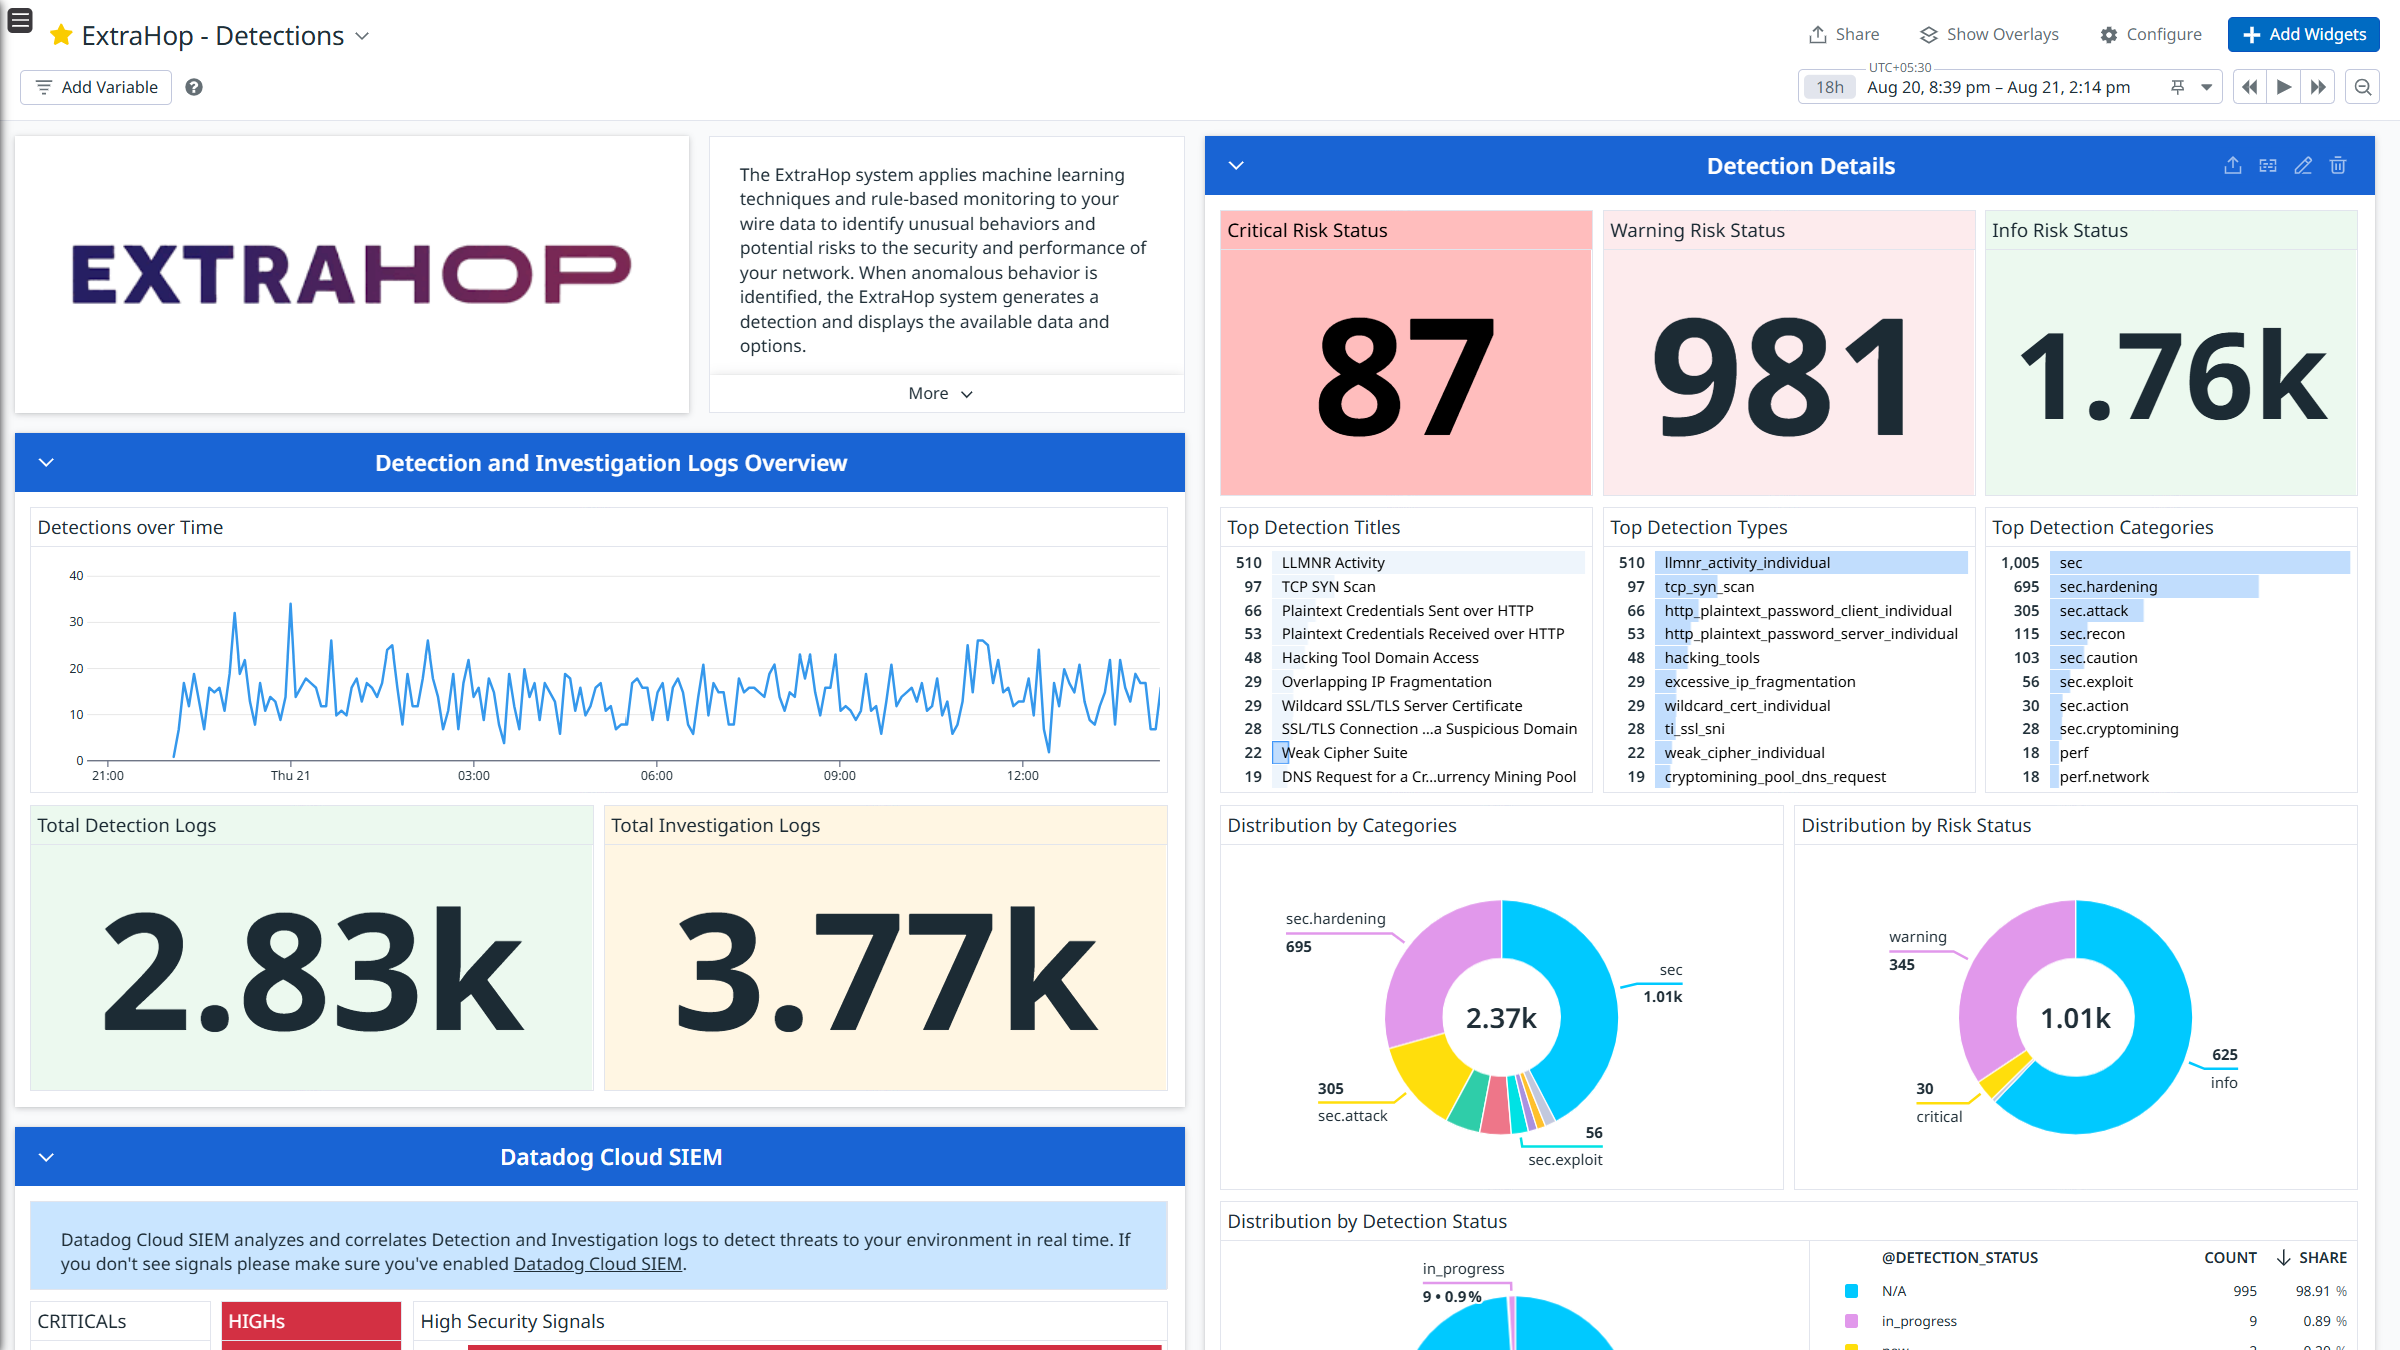 ExtraHop - Detections
Share
Show Overlays
Configure
Add Widgets
Add Variable
UTC+05:30
18h
Aug 20, 8:39 pm – Aug 21, 2:14 pm
EXTRAHOP
The ExtraHop system applies machine learning
techniques and rule-based monitoring to your
wire data to identify unusual behaviors and
potential risks to the security and performance of
your network. When anomalous behavior is
identified, the ExtraHop system generates a
detection and displays the available data and
options.
More
Detection and Investigation Logs Overview
Detections over Time
40
30
20
10
0
21:00
Thu 21
03:00
06:00
09:00
12:00
Total Detection Logs
2.83k
Total Investigation Logs
3.77k
Datadog Cloud SIEM
Datadog Cloud SIEM analyzes and correlates Detection and Investigation logs to detect threats to your environment in real time. If
you don't see signals please make sure you've enabled Datadog Cloud SIEM.
CRITICALs
HIGHs
High Security Signals
Detection Details
Critical Risk Status
87
Warning Risk Status
981
Info Risk Status
1.76k
Top Detection Titles
510 LLMNR Activity
97 TCP SYN Scan
66 Plaintext Credentials Sent over HTTP
53 Plaintext Credentials Received over HTTP
48 Hacking Tool Domain Access
29 Overlapping IP Fragmentation
29 Wildcard SSL/TLS Server Certificate
28 SSL/TLS Connection ...a Suspicious Domain
22 Weak Cipher Suite
19 DNS Request for a Cr...urrency Mining Pool
Top Detection Types
510 llmnr_activity_individual
97 tcp_syn_scan
66 http_plaintext_password_client_individual
53 http_plaintext_password_server_individual
48 hacking_tools
29 excessive_ip_fragmentation
29 wildcard_cert_individual
28 ti_ssl_sni
22 weak_cipher_individual
19 cryptomining_pool_dns_request
Top Detection Categories
1,005 sec
695 sec.hardening
305 sec.attack
115 sec.recon
103 sec.caution
56 sec.exploit
30 sec.action
28 sec.cryptomining
18 perf
18 perf.network
Distribution by Categories
sec.hardening
695
sec
1.01k
2.37k
305
sec.attack
56
sec.exploit
Distribution by Risk Status
warning
345
1.01k
625
info
30
critical
Distribution by Detection Status
in_progress
9 • 0.9%
@DETECTION_STATUS COUNT SHARE
N/A 995 98.91 %
in_progress 9 0.89 %